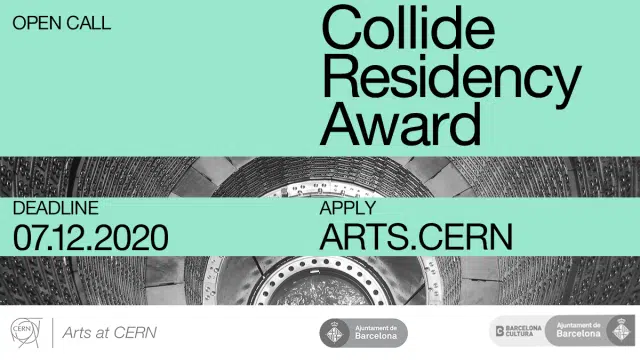 OPEN CALL
Collide
Residency
Award
DEADLINE
07.12.2020
APPLY
ARTS.CERN
CERN
Arts at CERN
Ajuntament de
Barcelona
BARCELONA
CULTURA
Ajuntament de
Barcelona